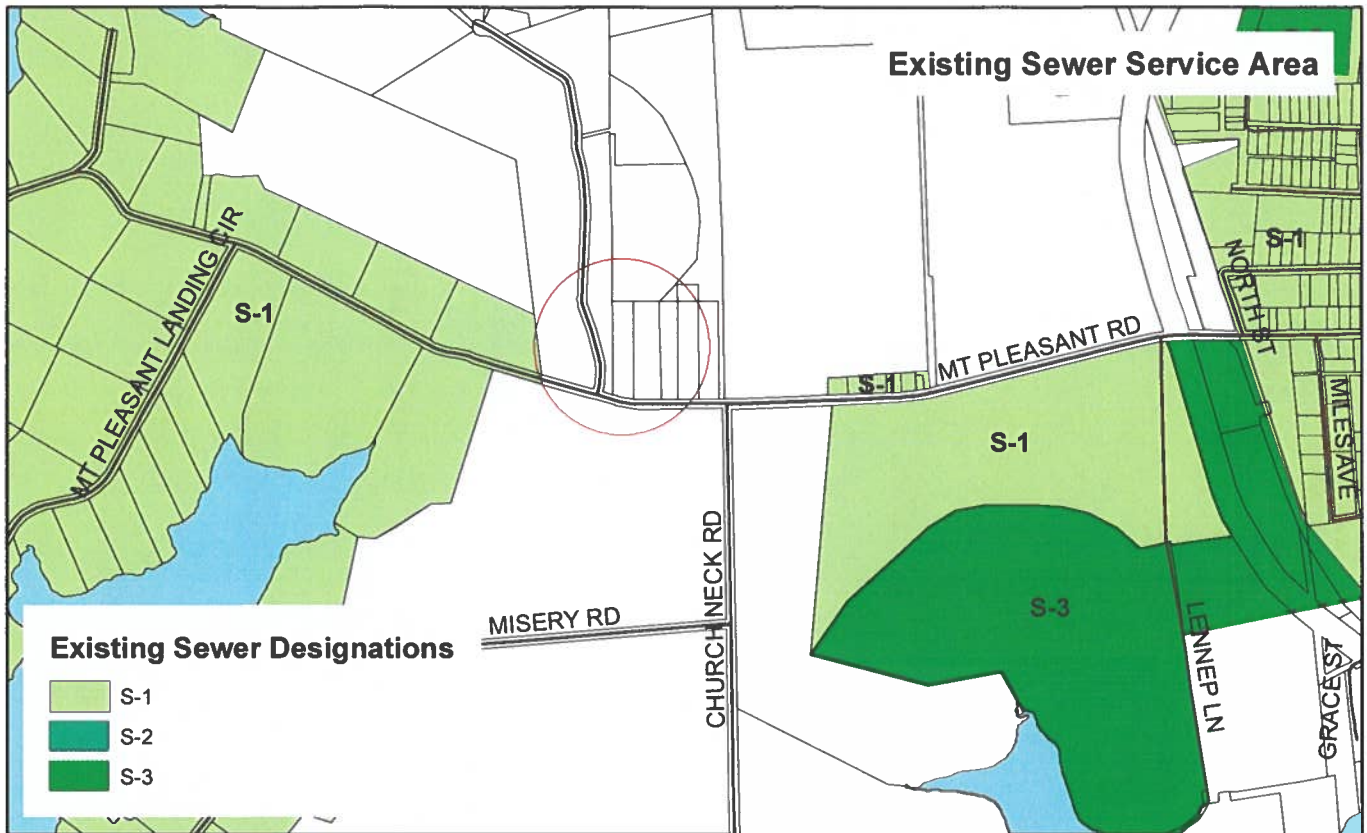 Existing Sewer Service Area
MT PLEASANT LANDING CIR
S-1
S-1
NORTH ST
MT PLEASANT RD
S-1
MILES AVE
S-1
CHURCH NECK RD
MISERY RD
S-3
LENNEP LN
GRACE ST
Existing Sewer Designations
S-1
S-2
S-3